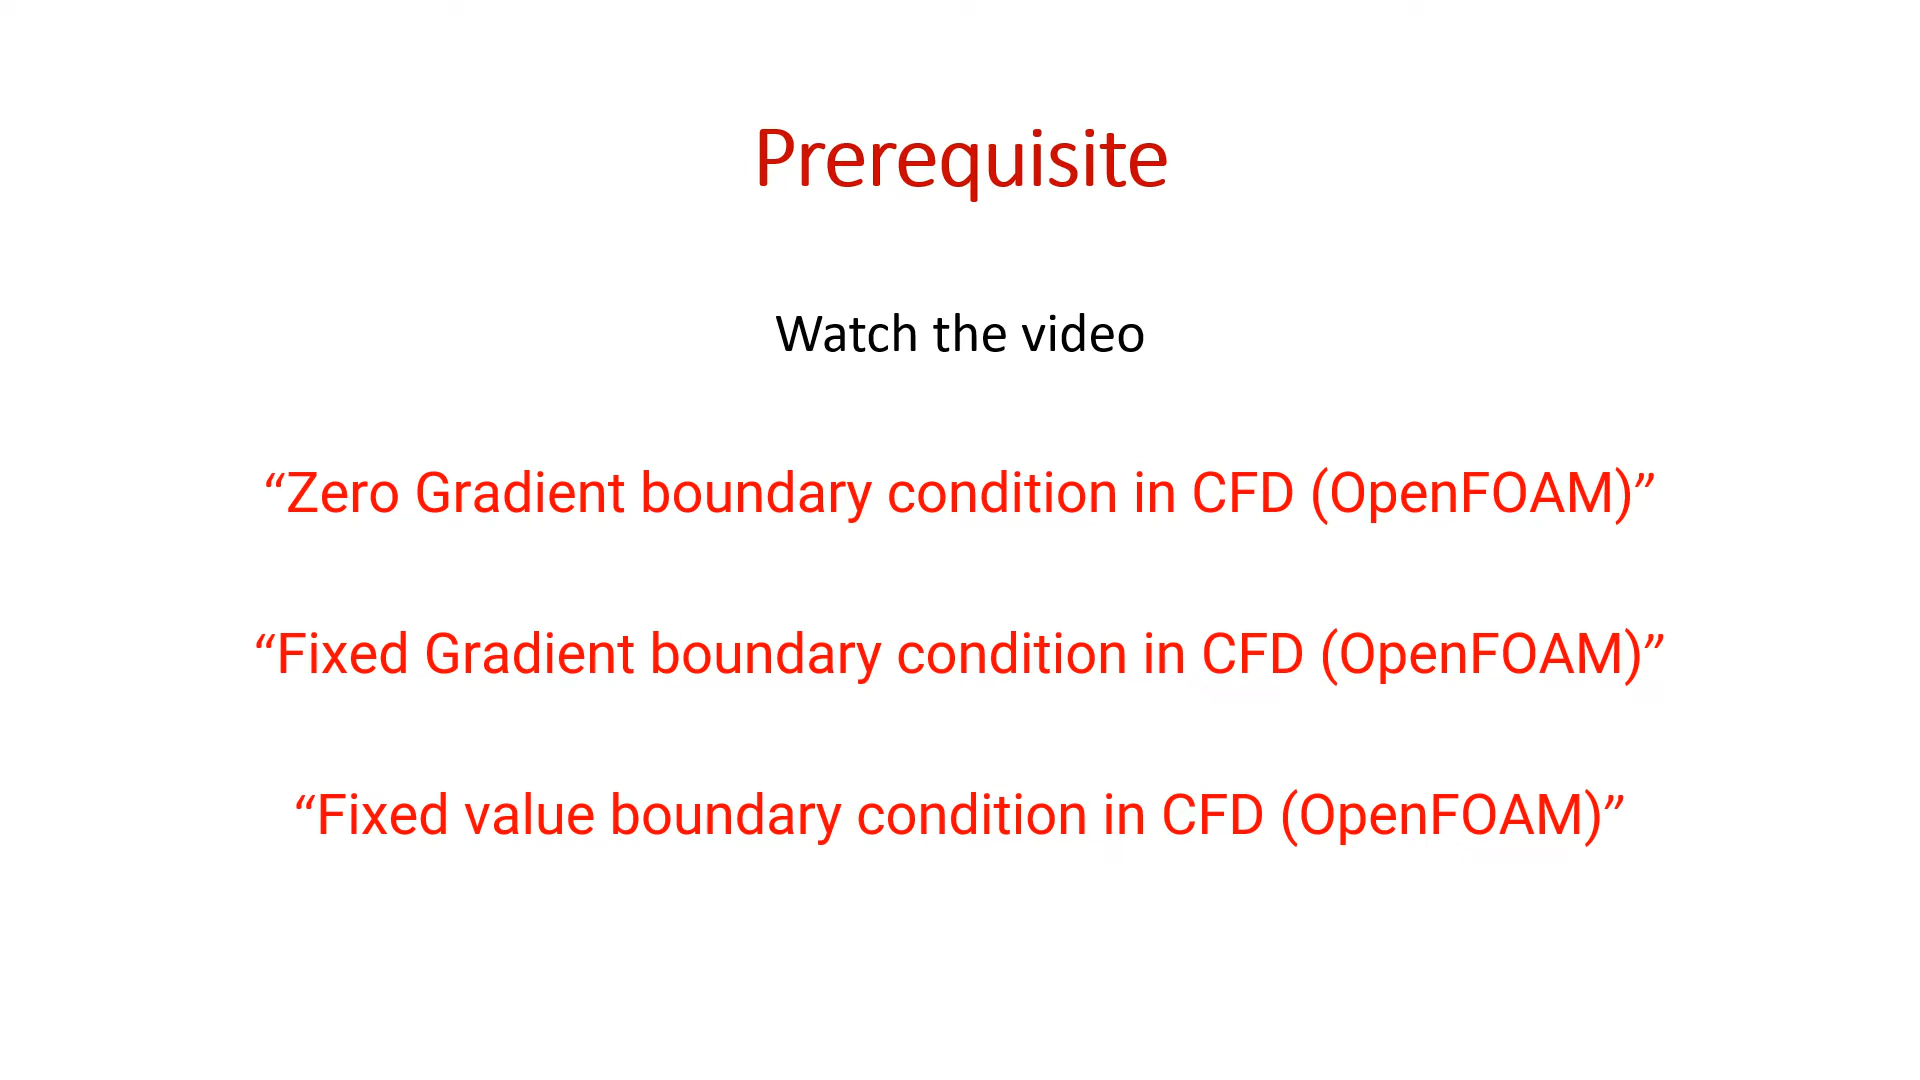 Prerequisite
Watch the video
“Zero Gradient boundary condition in CFD (OpenFOAM)”
“Fixed Gradient boundary condition in CFD (OpenFOAM)”
“Fixed value boundary condition in CFD (OpenFOAM)”